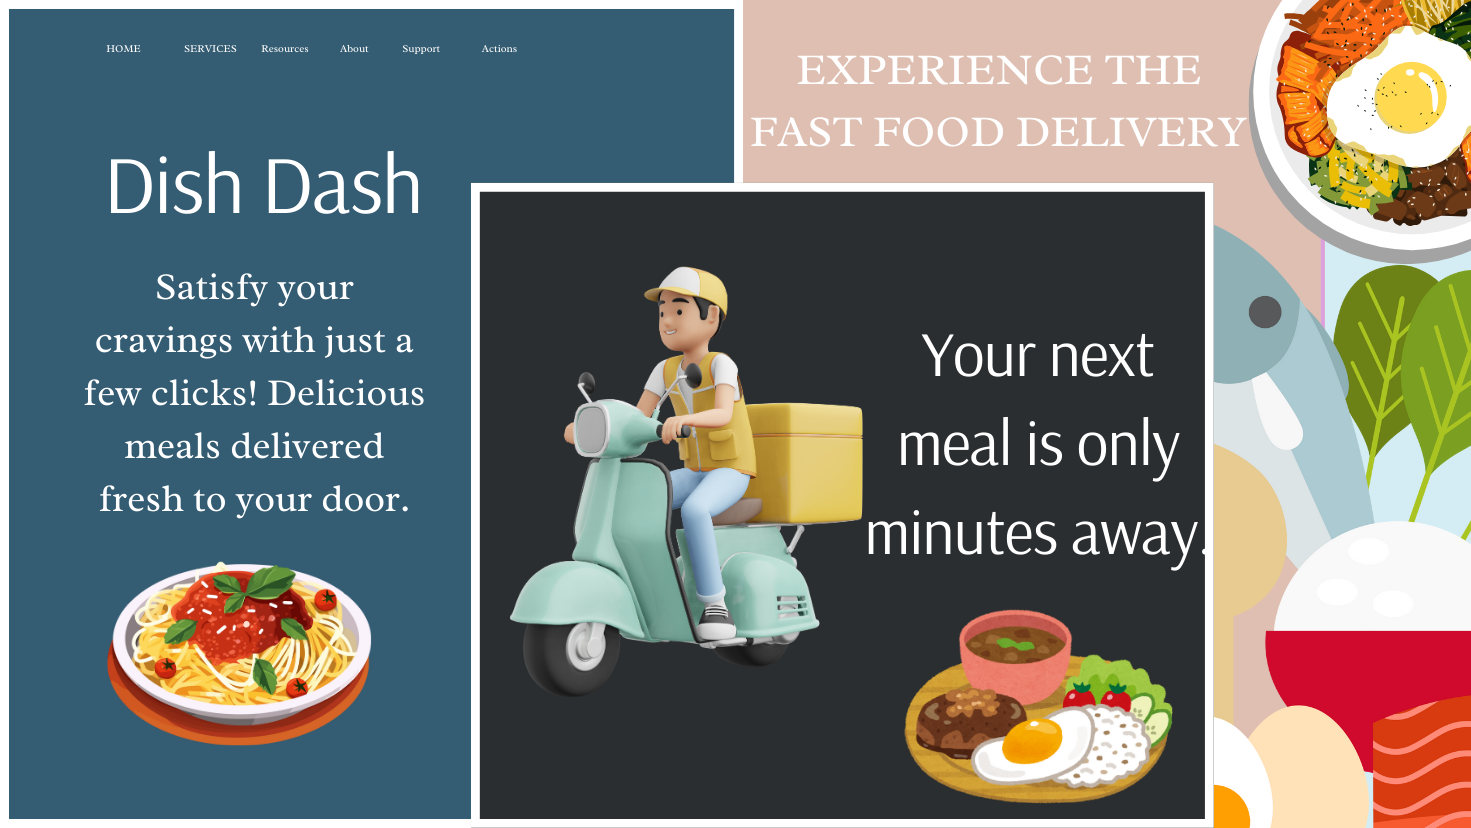 HOME SERVICES Resources About Support Actions
Dish Dash
Satisfy your
cravings with just a
few clicks! Delicious
meals delivered
fresh to your door.
EXPERIENCE THE
FAST FOOD DELIVERY
Your next
meal is only
minutes away.